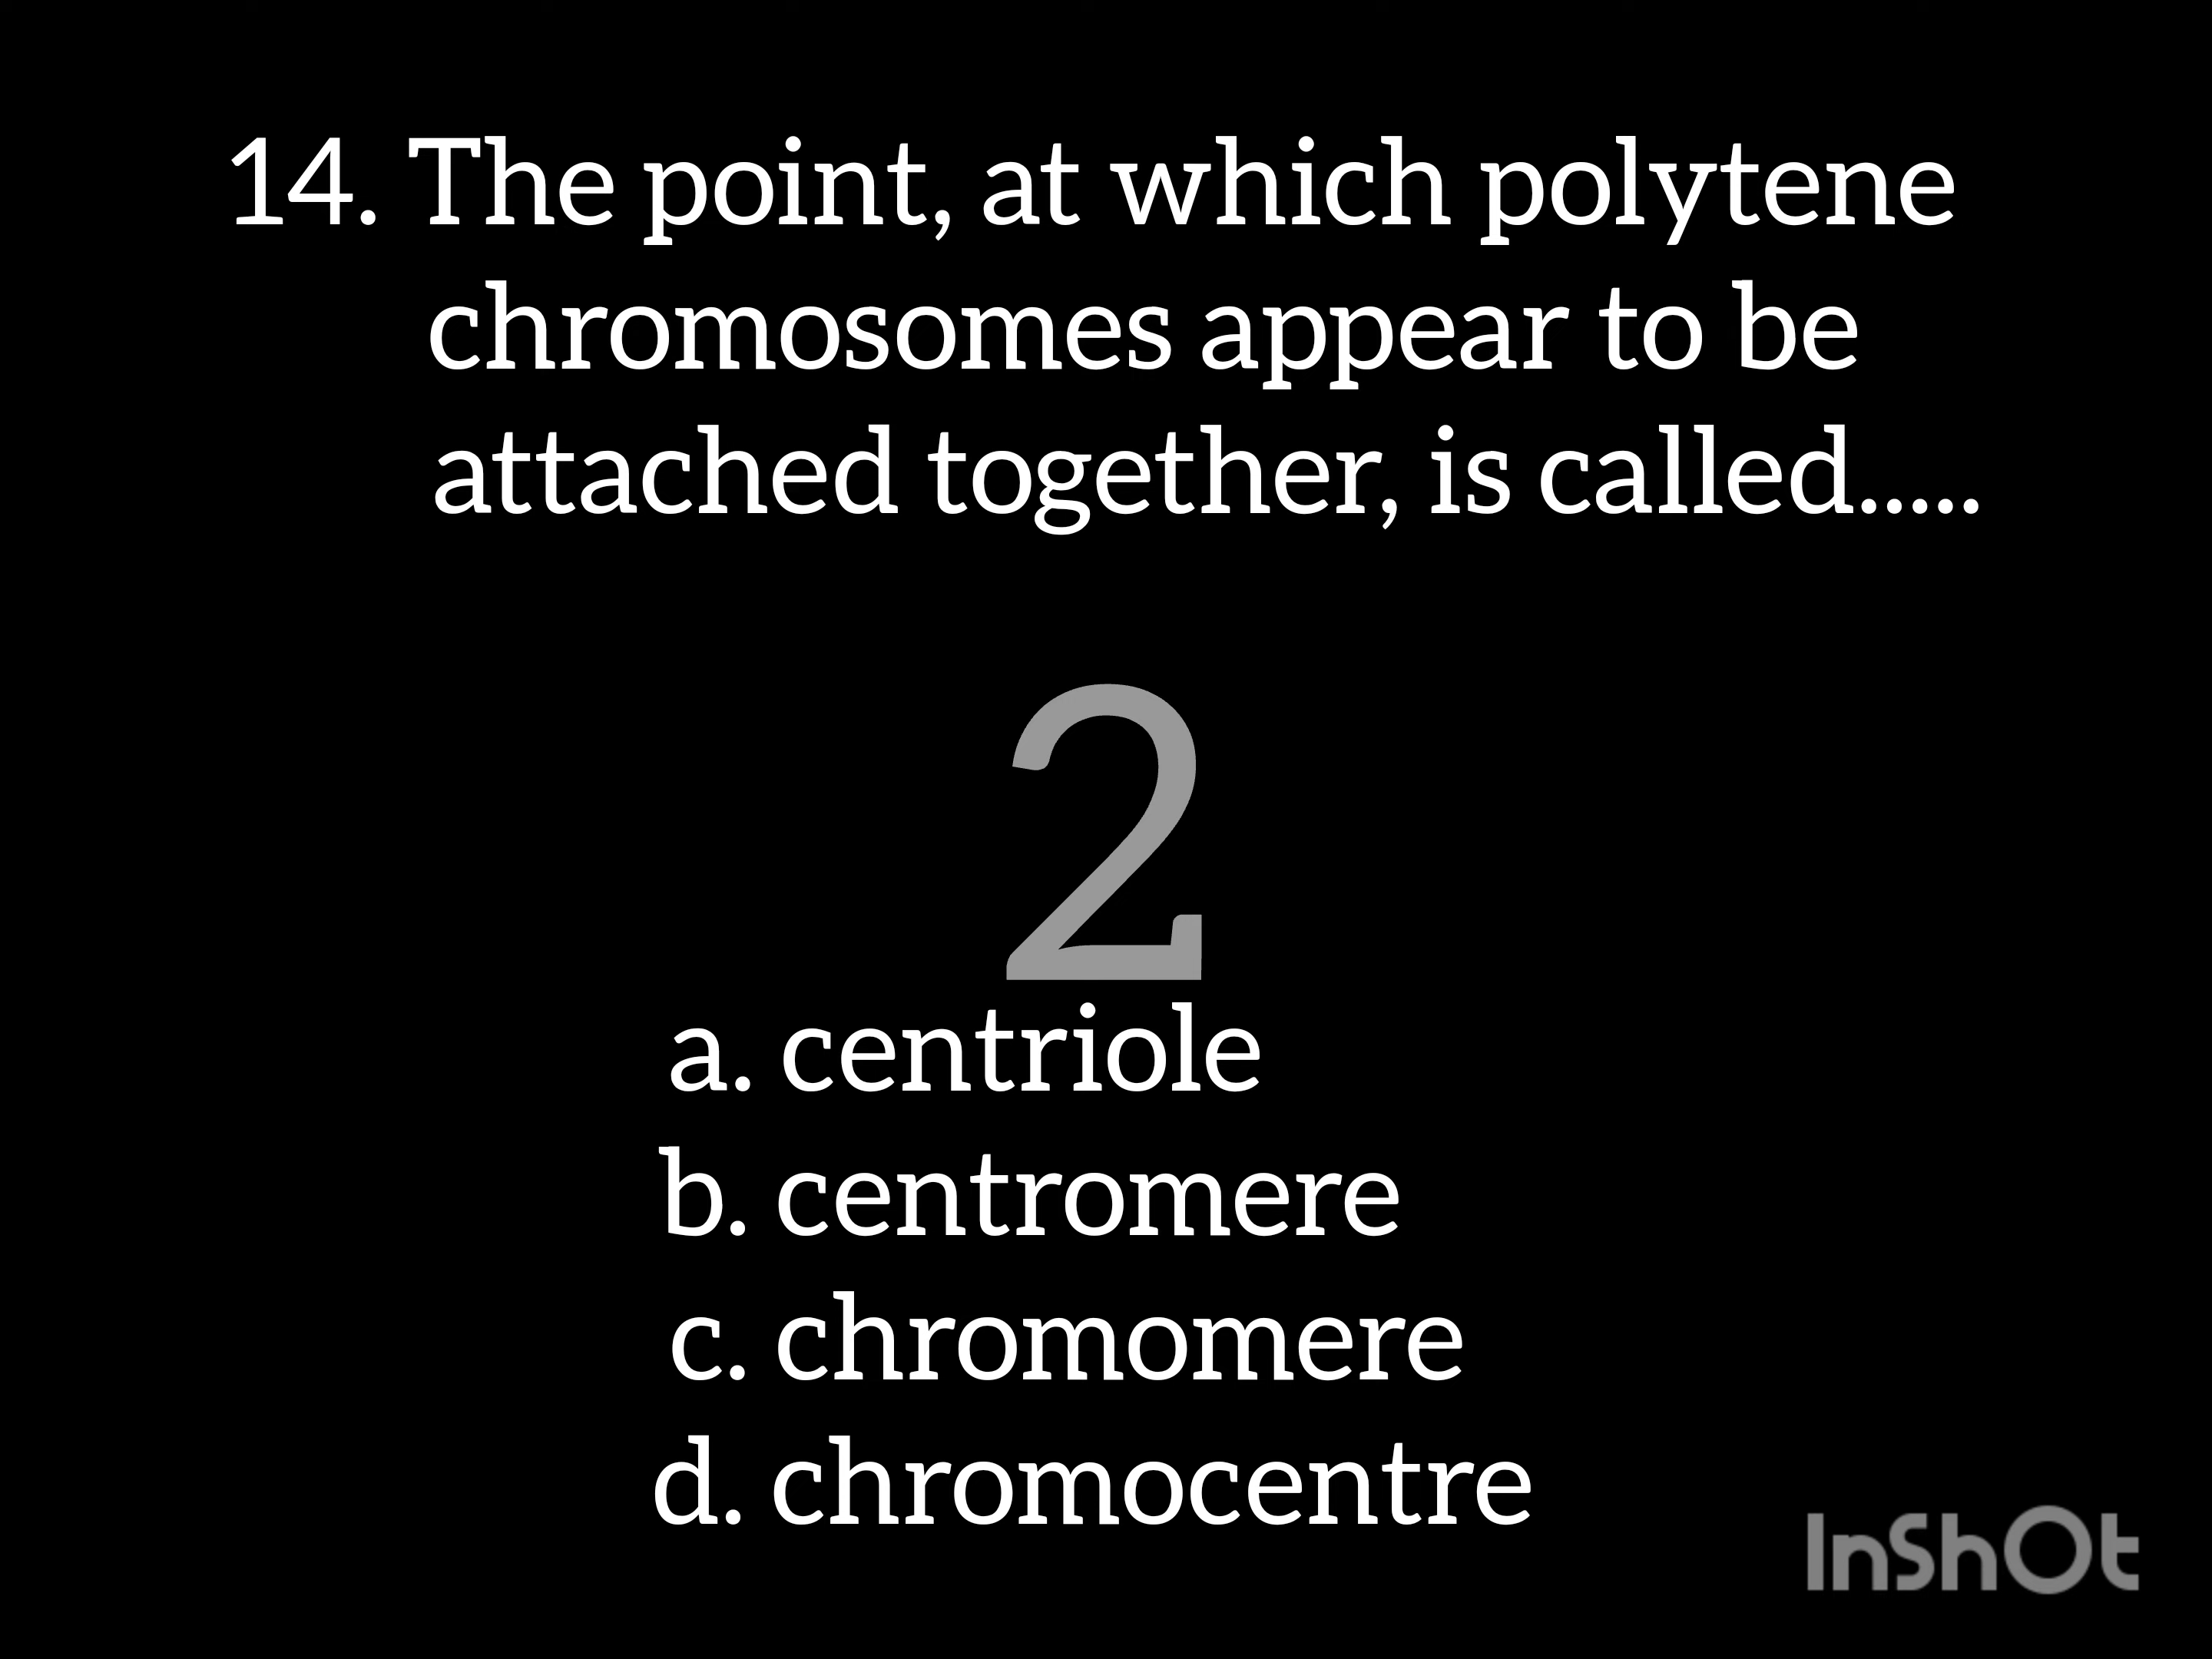 14. The point, at which polytene
chromosomes appear to be
attached together, is called.....
2
a. centriole
b. centromere
c. chromomere
d. chromocentre
InShOt